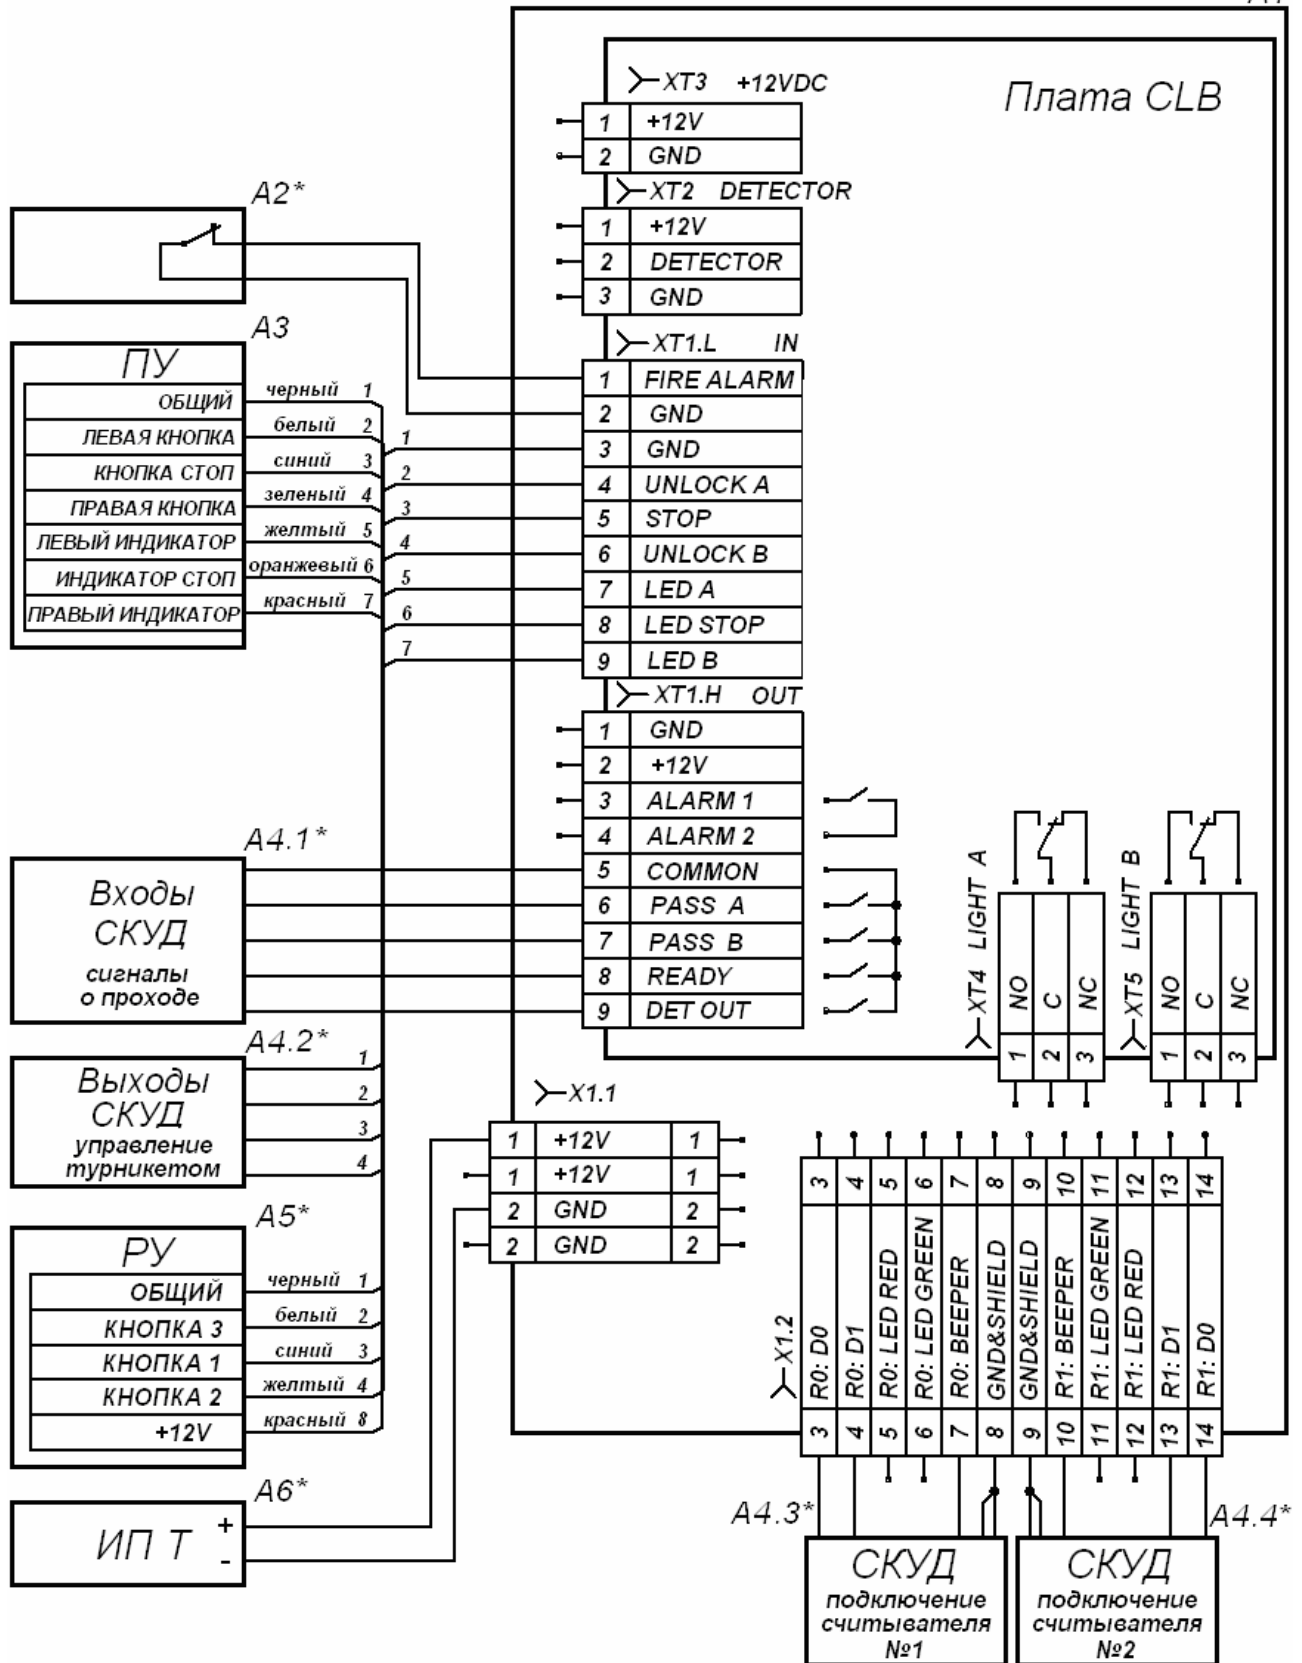 Плата CLB
XT3 +12VDC
1 +12V
2 GND
XT2 DETECTOR
1 +12V
2 DETECTOR
3 GND
XT1.L IN
1 FIRE ALARM
2 GND
3 GND
4 UNLOCK A
5 STOP
6 UNLOCK B
7 LED A
8 LED STOP
9 LED B
XT1.H OUT
1 GND
2 +12V
3 ALARM 1
4 ALARM 2
5 COMMON
6 PASS A
7 PASS B
8 READY
9 DET OUT
A2*
A3
ПУ
ОБЩИЙ черный 1
ЛЕВАЯ КНОПКА белый 2
КНОПКА СТОП синий 3
ПРАВАЯ КНОПКА зеленый 4
ЛЕВЫЙ ИНДИКАТОР желтый 5
ИНДИКАТОР СТОП оранжевый 6
ПРАВЫЙ ИНДИКАТОР красный 7
1
2
3
4
5
6
7
A4.1*
Входы
СКУД
сигналы
о проходе
A4.2*
Выходы
СКУД
управление
турникетом
1
2
3
4
A5*
РУ
ОБЩИЙ черный 1
КНОПКА 3 белый 2
КНОПКА 1 синий 3
КНОПКА 2 желтый 4
+12V красный 8
A6*
ИП Т + -
X1.1
1 +12V 1
1 +12V 1
2 GND 2
2 GND 2
XT4 LIGHT A
1 NO
2 C
3 NC
XT5 LIGHT B
1 NO
2 C
3 NC
X1.2
3 R0: D0 3
4 R0: D1 4
5 R0: LED RED 5
6 R0: LED GREEN 6
7 R0: BEEPER 7
8 GND&SHIELD 8
9 GND&SHIELD 9
10 R1: BEEPER 10
11 R1: LED GREEN 11
12 R1: LED RED 12
13 R1: D1 13
14 R1: D0 14
A4.3*
СКУД
подключение
считывателя
№1
A4.4*
СКУД
подключение
считывателя
№2